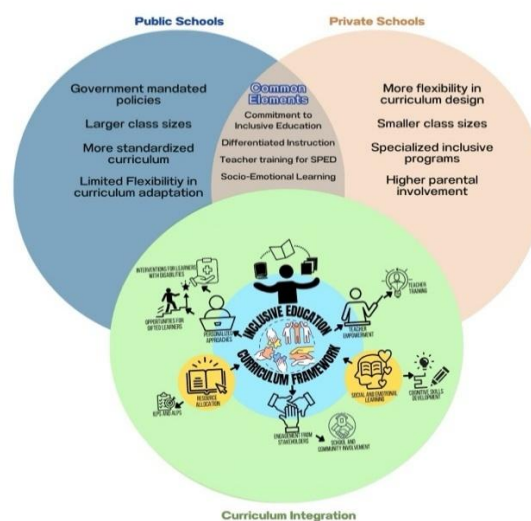 Public Schools
Private Schools
Government mandated
policies
Larger class sizes
More standardized
curriculum
Limited Flexibilitiy in
curriculum adaptation
Common
Elements
Commitment to
Inclusive Education
Differentiated Instruction
Teacher training for SPED
Socio-Emotional Learning
More flexibility in
curriculum design
Smaller class sizes
Specialized inclusive
programs
Higher parental
involvement
INTERVENTIONS FOR LEARNERS
WITH DISABILITIES
OPPORTUNITIES FOR
GIFTED LEARNERS
PERSONALIZED
APPROACHES
INCLUSIVE EDUCATION
CURRICULUM FRAMEWORK
TEACHER
EMPOWERMENT
TEACHER
TRAINING
RESOURCE
ALLOCATION
IEPS AND ALPS
SOCIAL AND EMOTIONAL
LEARNING
COGNITIVE SKILLS
DEVELOPMENT
ENGAGEMENT FROM
STAKEHOLDERS
SCHOOL AND
COMMUNITY INVOLVEMENT
Curriculum Integration